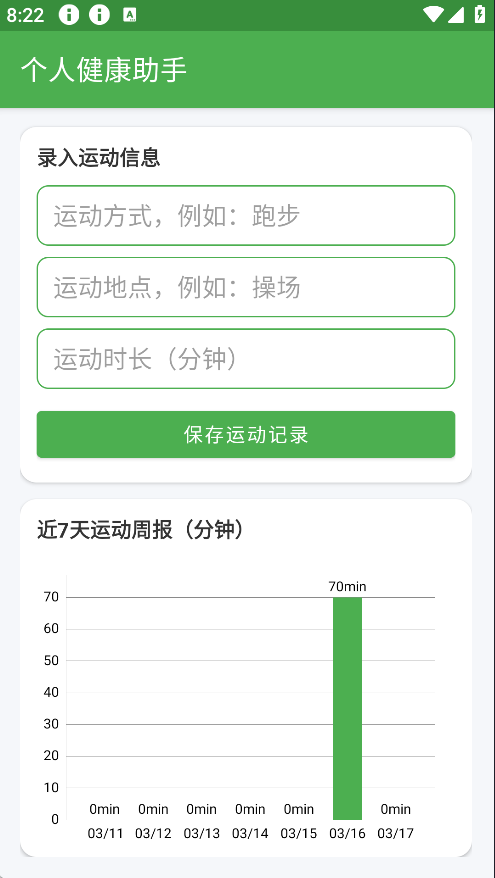 8:22
个人健康助手
录入运动信息
运动方式，例如：跑步
运动地点，例如：操场
运动时长（分钟）
保存运动记录
近7天运动周报（分钟）
70min
70
60
50
40
30
20
10
0
0min 0min 0min 0min 0min 0min
03/11 03/12 03/13 03/14 03/15 03/16 03/17